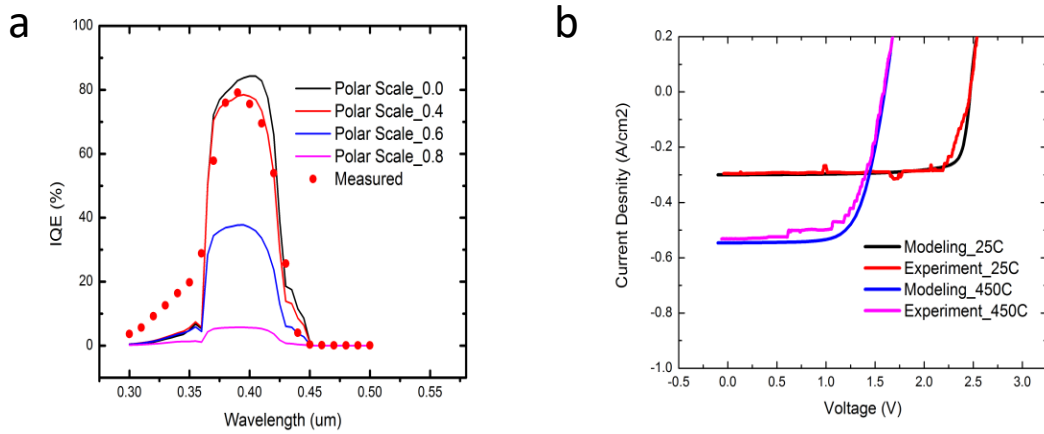 a
100
80
60
40
20
0
IQE (%)
0.30 0.35 0.40 0.45 0.50 0.55
Wavelength (um)
Polar Scale_0.0
Polar Scale_0.4
Polar Scale_0.6
Polar Scale_0.8
Measured
b
0.2
0.0
-0.2
-0.4
-0.6
-0.8
-1.0
Current Desnity (A/cm2)
-0.5 0.0 0.5 1.0 1.5 2.0 2.5 3.0
Voltage (V)
Modeling_25C
Experiment_25C
Modeling_450C
Experiment_450C